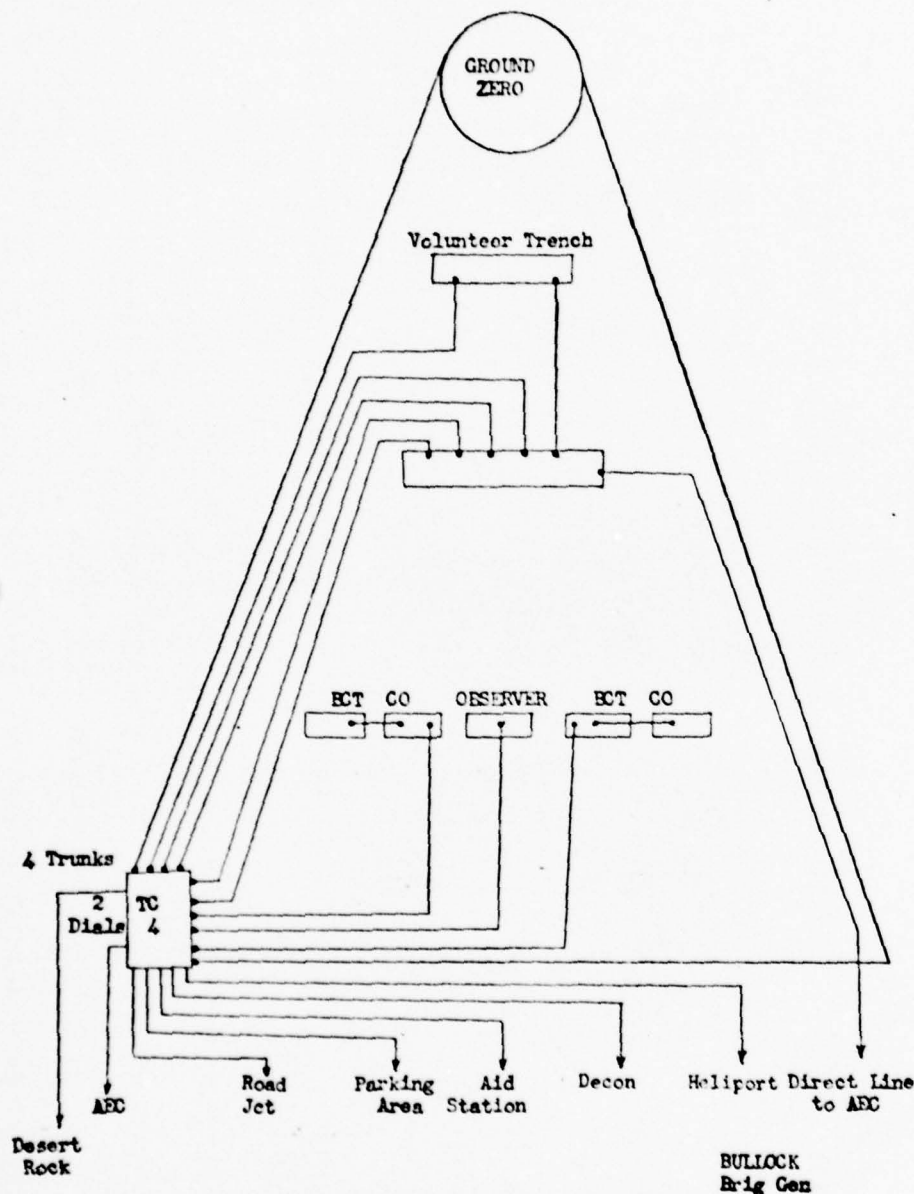 GROUND
ZERO
Volunteer Trench
BCT CO OBSERVER BCT CO
4 Trunks
2 TC
Dials 4
AEC
Road
Jct
Parking
Area
Aid
Station
Decon
Heliport
Direct Line
to AEC
Desert
Rock
BULLOCK
Brig Gen